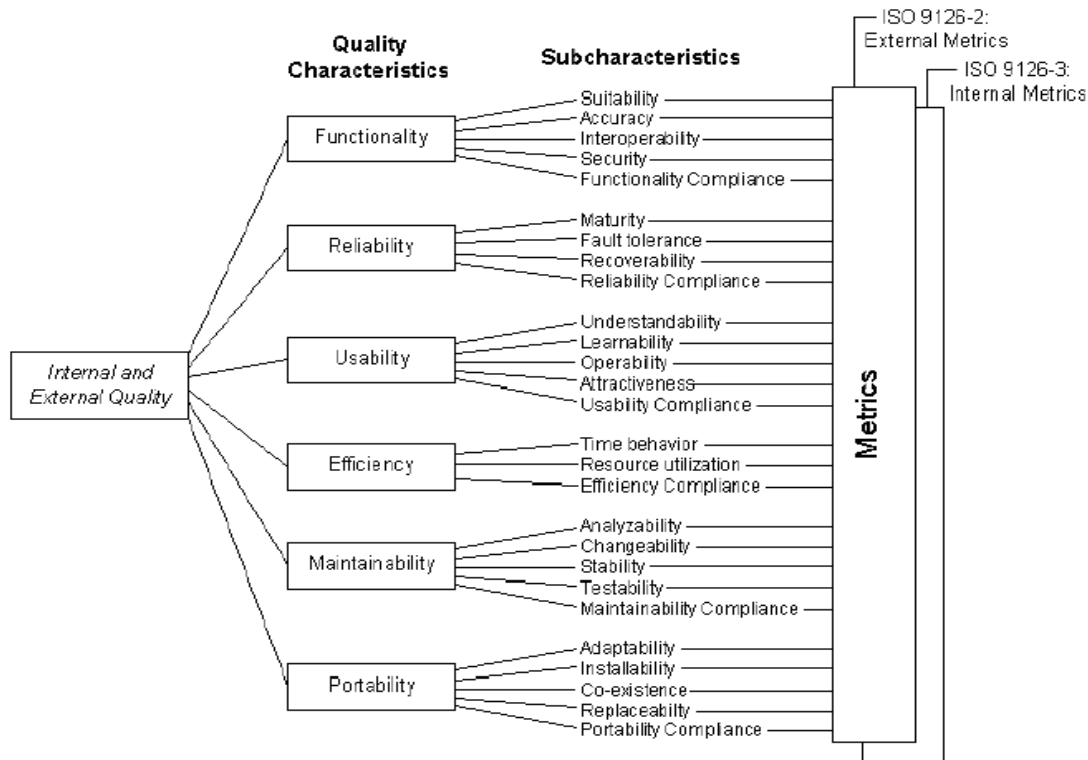 ISO 9126-2:
External Metrics
ISO 9126-3:
Internal Metrics
Quality
Characteristics
Subcharacteristics
Internal and
External Quality
Functionality
Suitability
Accuracy
Interoperability
Security
Functionality Compliance
Reliability
Maturity
Fault tolerance
Recoverability
Reliability Compliance
Usability
Understandability
Learnability
Operability
Attractiveness
Usability Compliance
Efficiency
Time behavior
Resource utilization
Efficiency Compliance
Maintainability
Analyzability
Changeability
Stability
Testability
Maintainability Compliance
Portability
Adaptability
Installability
Co-existence
Replaceabilty
Portability Compliance
Metrics